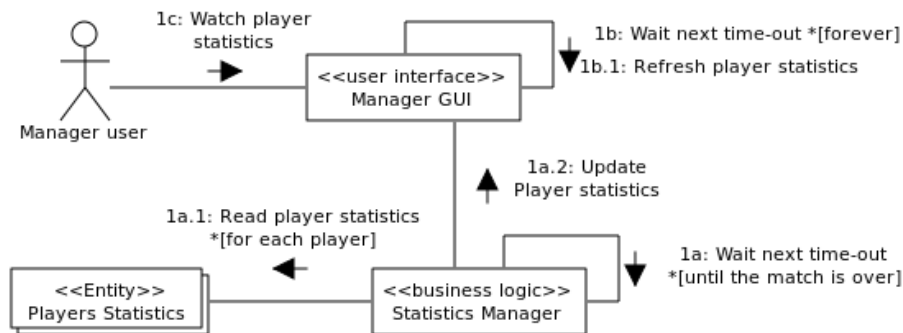 1c: Watch player
statistics
1b: Wait next time-out *[forever]
1b.1: Refresh player statistics
<<user interface>>
Manager GUI
Manager user
1a.2: Update
Player statistics
1a.1: Read player statistics
*[for each player]
1a: Wait next time-out
*[until the match is over]
<<Entity>>
Players Statistics
<<business logic>>
Statistics Manager